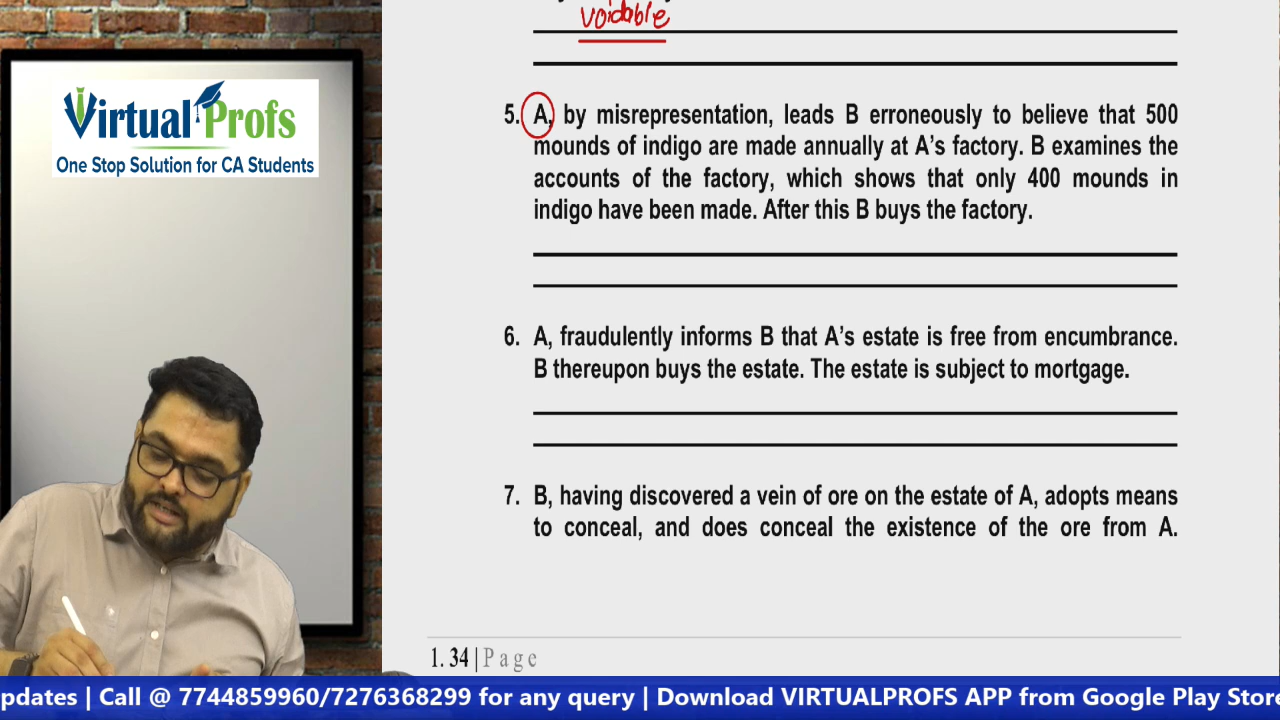 voidable
Virtual Profs
One Stop Solution for CA Students
5. A, by misrepresentation, leads B erroneously to believe that 500
mounds of indigo are made annually at A's factory. B examines the
accounts of the factory, which shows that only 400 mounds in
indigo have been made. After this B buys the factory.
6. A, fraudulently informs B that A's estate is free from encumbrance.
B thereupon buys the estate. The estate is subject to mortgage.
7. B, having discovered a vein of ore on the estate of A, adopts means
to conceal, and does conceal the existence of the ore from A.
1. 34 | Page
pdates | Call @ 7744859960/7276368299 for any query | Download VIRTUALPROFS APP from Google Play Store